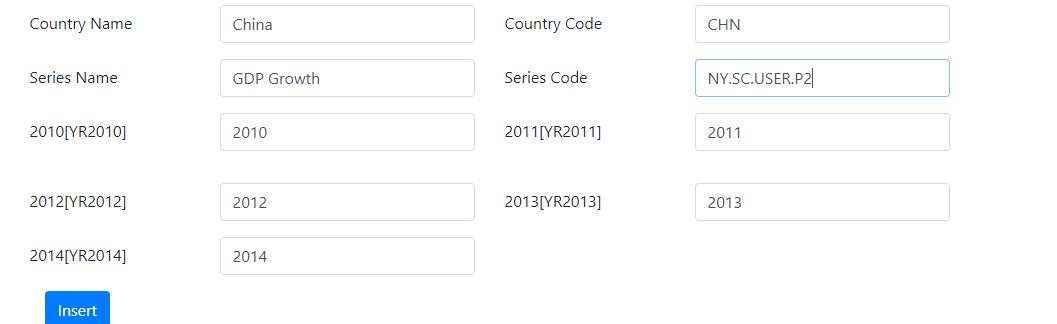 Country Name China Country Code CHN
Series Name GDP Growth Series Code NY.SC.USER.P2
2010[YR2010] 2010 2011[YR2011] 2011
2012[YR2012] 2012 2013[YR2013] 2013
2014[YR2014] 2014
Insert